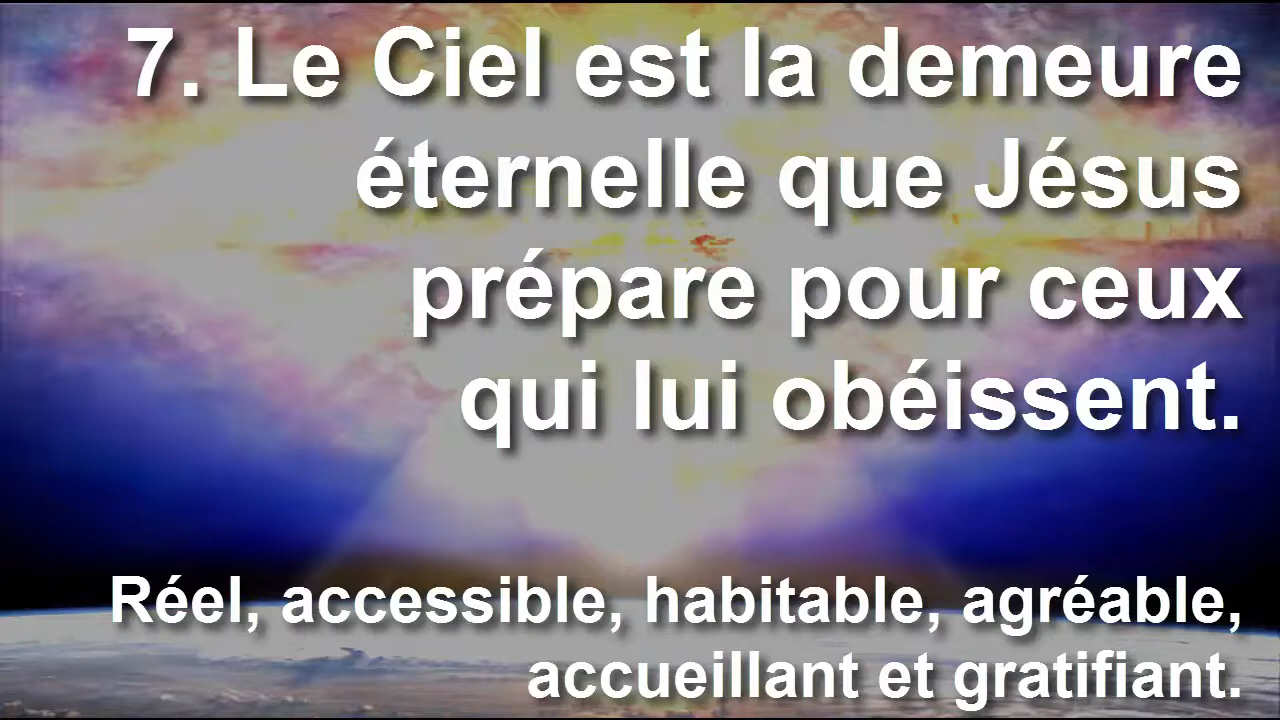 7. Le Ciel est la demeure
éternelle que Jésus
prépare pour ceux
qui lui obéissent.
Réel, accessible, habitable, agréable,
accueillant et gratifiant.